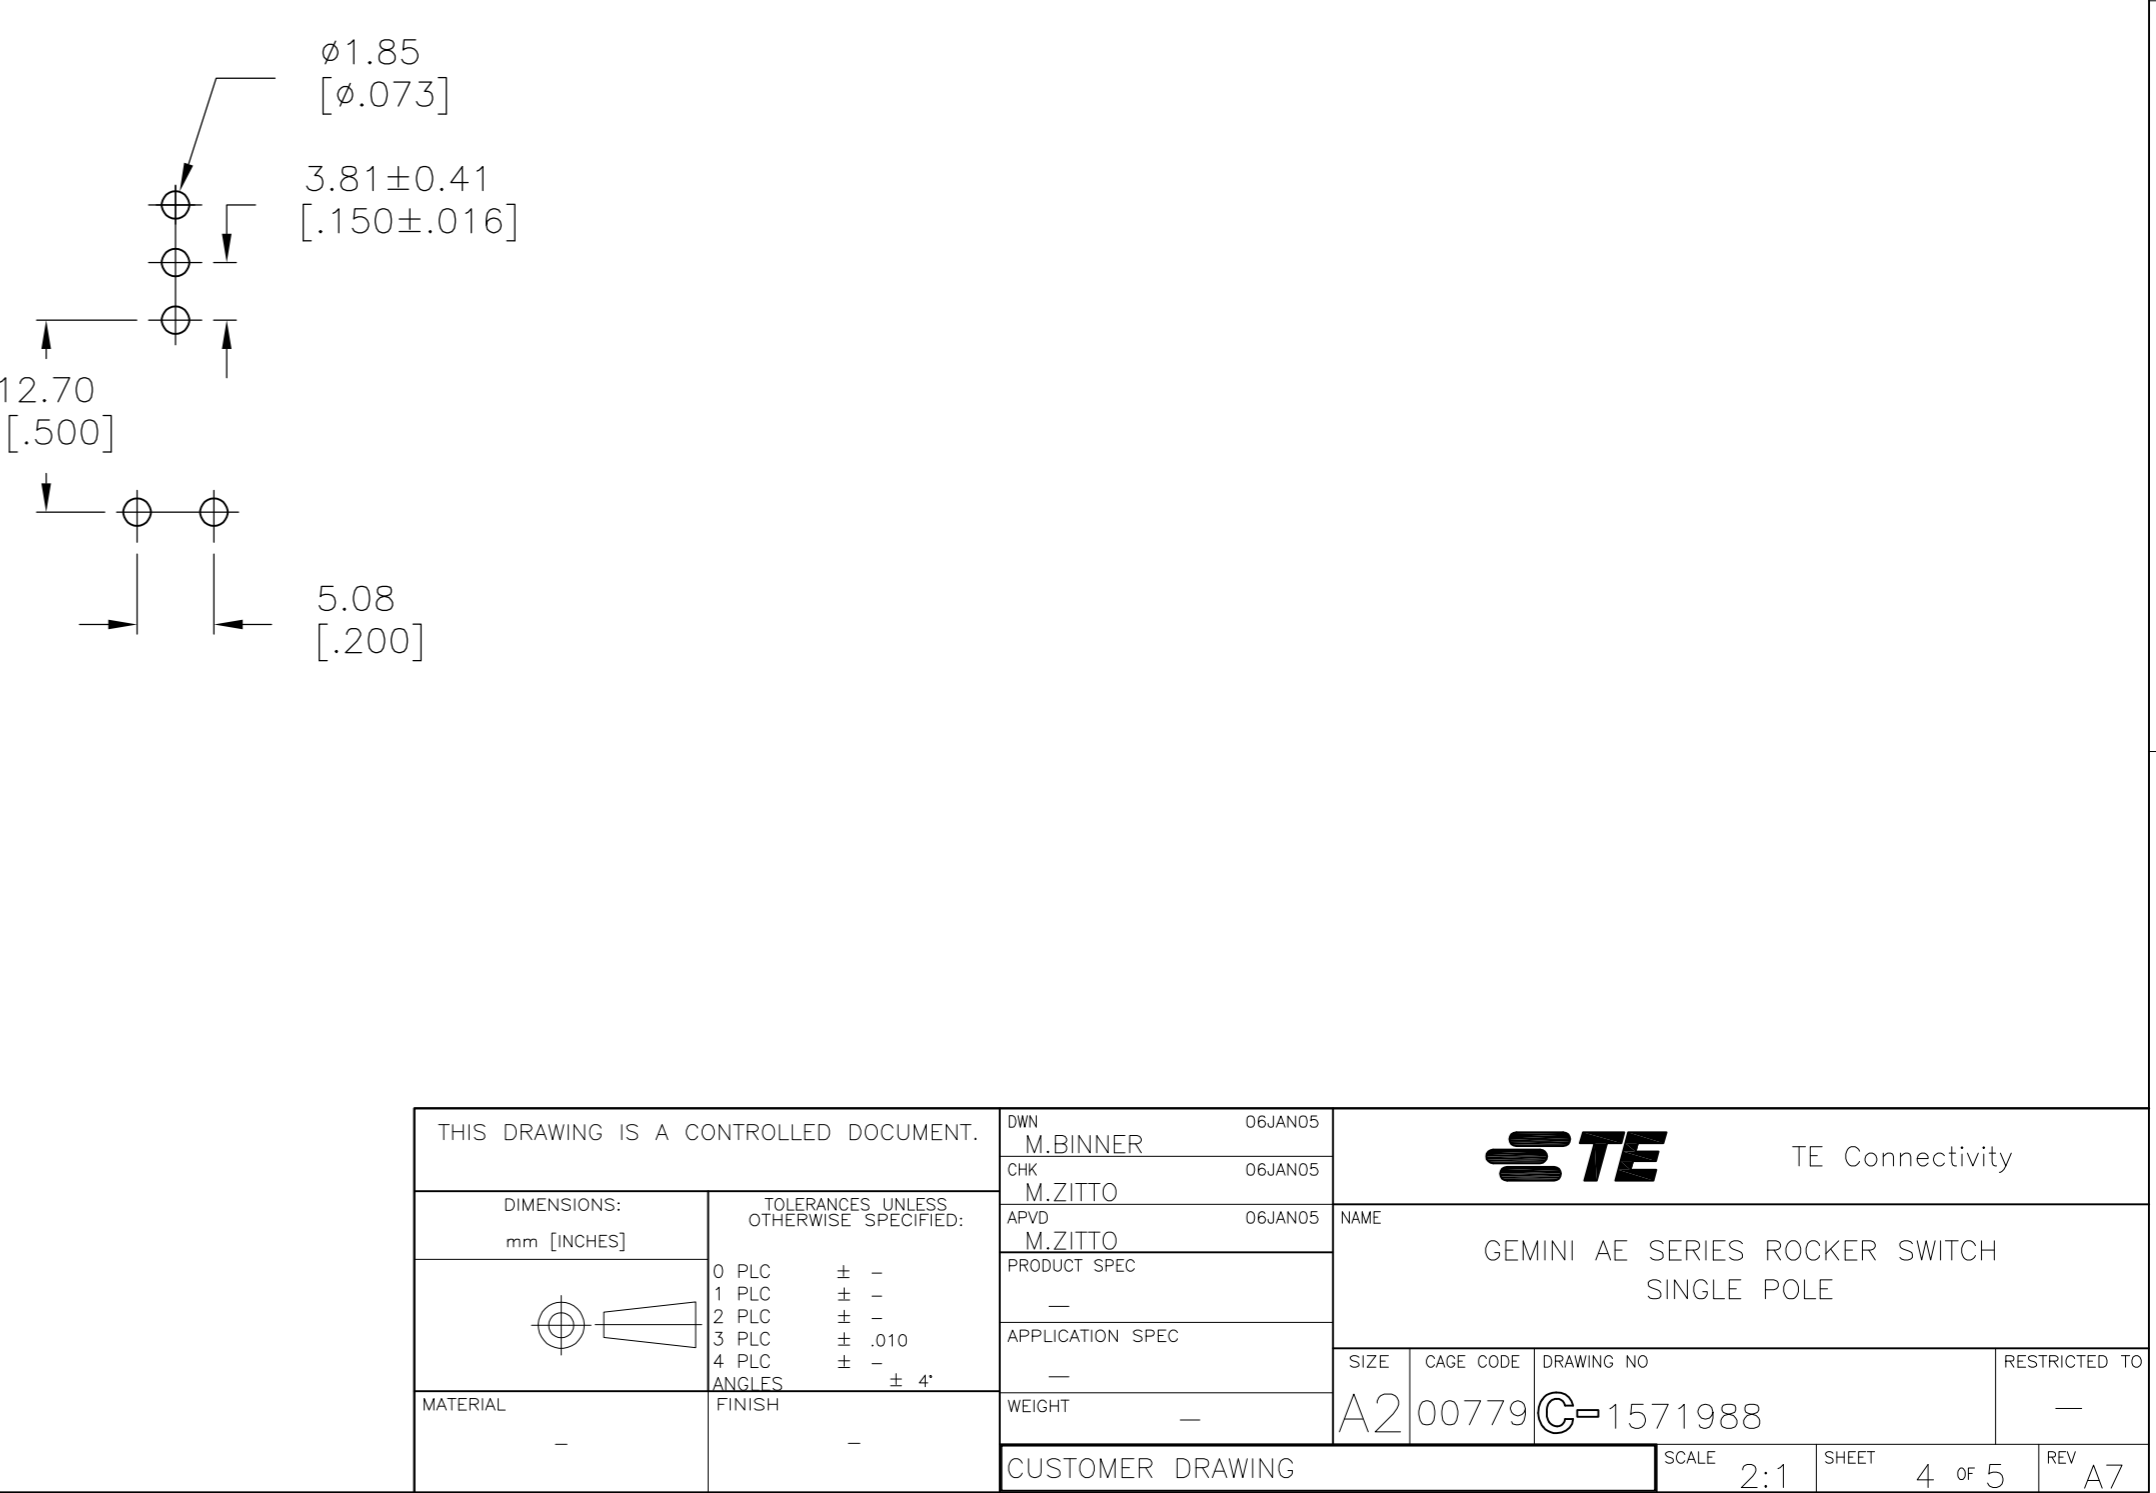 ø1.85
[ø.073]
3.81±0.41
[.150±.016]
12.70
[.500]
5.08
[.200]
THIS DRAWING IS A CONTROLLED DOCUMENT.
DIMENSIONS:
mm [INCHES]
TOLERANCES UNLESS
OTHERWISE SPECIFIED:
0 PLC ± -
1 PLC ± -
2 PLC ± -
3 PLC ± .010
4 PLC ± -
ANGLES ± 4°
MATERIAL
-
FINISH
-
DWN 06JAN05
M.BINNER
CHK 06JAN05
M.ZITTO
APVD 06JAN05
M.ZITTO
PRODUCT SPEC
-
APPLICATION SPEC
-
WEIGHT -
CUSTOMER DRAWING
TE TE Connectivity
NAME
GEMINI AE SERIES ROCKER SWITCH
SINGLE POLE
SIZE
A2
CAGE CODE
00779
DRAWING NO
C-1571988
RESTRICTED TO
-
SCALE 2:1
SHEET 4 OF 5
REV A7